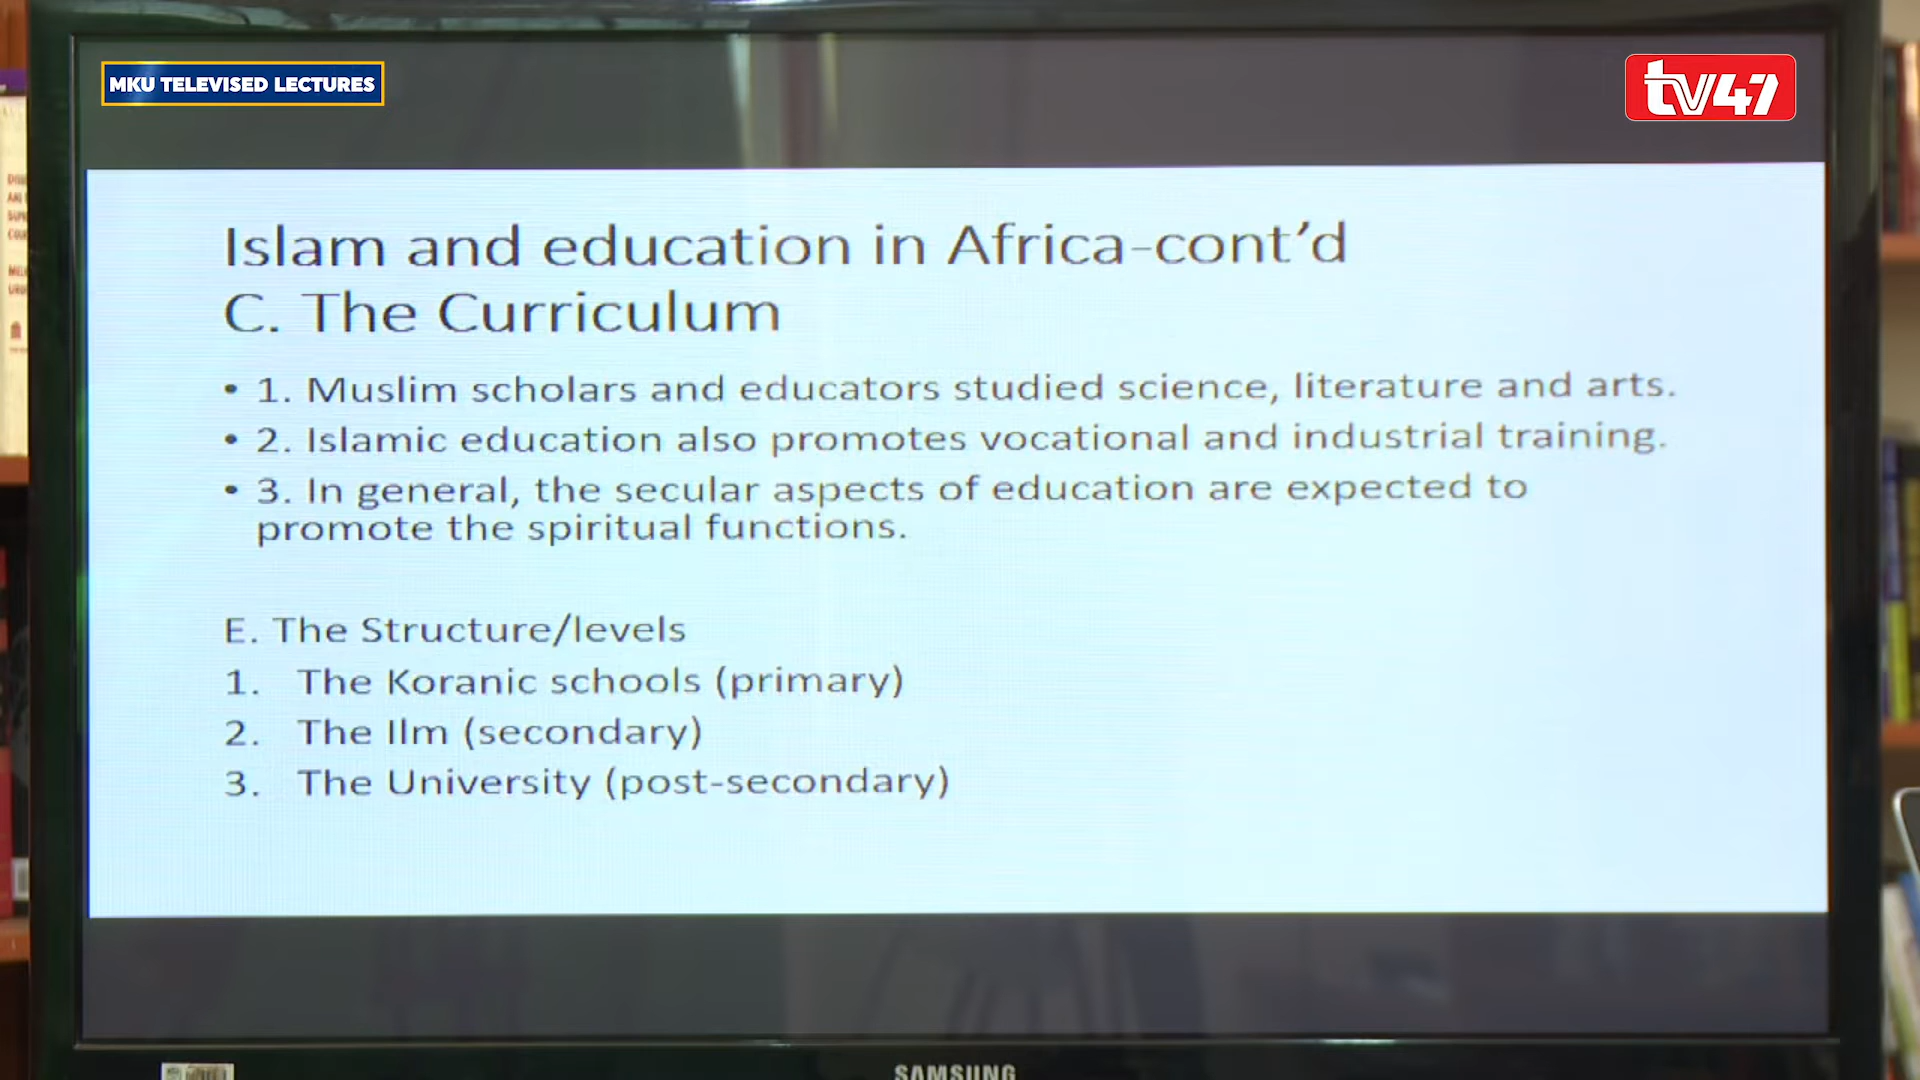 MKU TELEVISED LECTURES
tv47
Islam and education in Africa-cont’d
C. The Curriculum
• 1. Muslim scholars and educators studied science, literature and arts.
• 2. Islamic education also promotes vocational and industrial training.
• 3. In general, the secular aspects of education are expected to
promote the spiritual functions.
E. The Structure/levels
1. The Koranic schools (primary)
2. The Ilm (secondary)
3. The University (post-secondary)
SAMSUNG